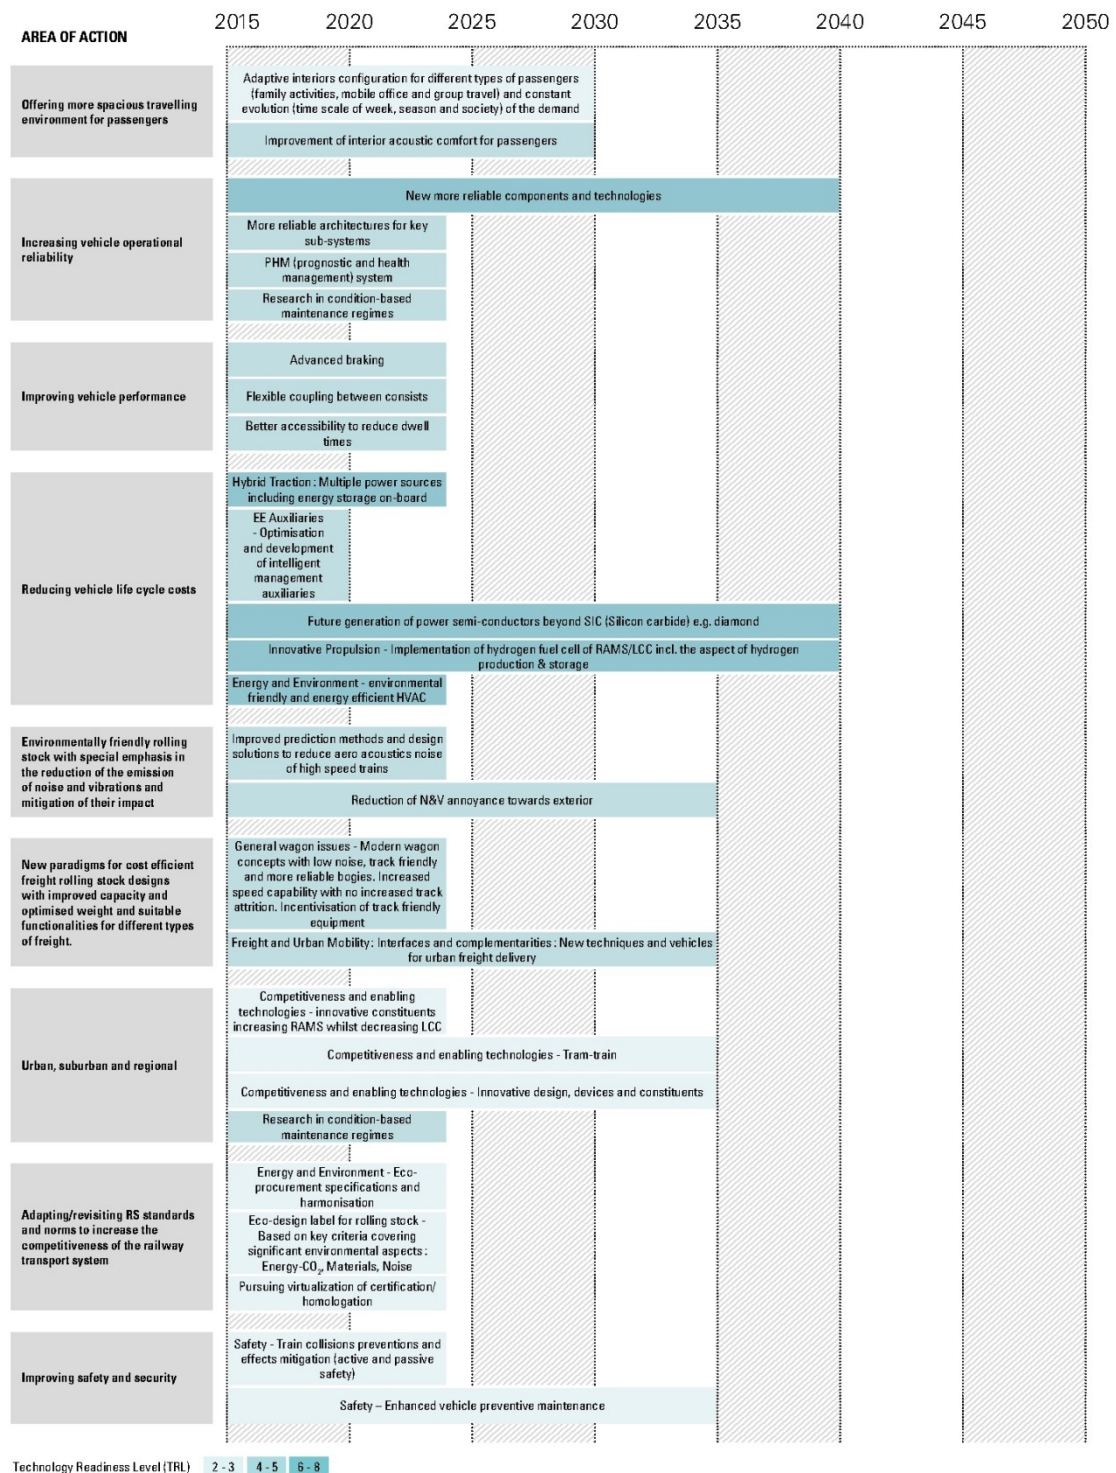 2015 2020 2025 2030 2035 2040 2045 2050
AREA OF ACTION
Offering more spacious travelling
environment for passengers
Adaptive interiors configuration for different types of passengers
(family activities, mobile office and group travel) and constant
evolution (time scale of week, season and society) of the demand
Improvement of interior acoustic comfort for passengers
Increasing vehicle operational
reliability
New more reliable components and technologies
More reliable architectures for key
sub-systems
PHM (prognostic and health
management) system
Research in condition-based
maintenance regimes
Improving vehicle performance
Advanced braking
Flexible coupling between consists
Better accessibility to reduce dwell
times
Reducing vehicle life cycle costs
Hybrid Traction : Multiple power sources
including energy storage on-board
EE Auxiliaries
- Optimisation
and development
of intelligent
management
auxiliaries
Future generation of power semi-conductors beyond SIC (Silicon carbide) e.g. diamond
Innovative Propulsion - Implementation of hydrogen fuel cell of RAMS/LCC incl. the aspect of hydrogen
production & storage
Energy and Environment - environmental
friendly and energy efficient HVAC
Environmentally friendly rolling
stock with special emphasis in
the reduction of the emission
of noise and vibrations and
mitigation of their impact
Improved prediction methods and design
solutions to reduce aero acoustics noise
of high speed trains
Reduction of N&V annoyance towards exterior
New paradigms for cost efficient
freight rolling stock designs
with improved capacity and
optimised weight and suitable
functionalities for different types
of freight.
General wagon issues - Modern wagon
concepts with low noise, track friendly
and more reliable bogies. Increased
speed capability with no increased track
attrition. Incentivisation of track friendly
equipment
Freight and Urban Mobility : Interfaces and complementarities : New techniques and vehicles
for urban freight delivery
Urban, suburban and regional
Competitiveness and enabling
technologies - innovative constituents
increasing RAMS whilst decreasing LCC
Competitiveness and enabling technologies - Tram-train
Competitiveness and enabling technologies - Innovative design, devices and constituents
Research in condition-based
maintenance regimes
Adapting/revisiting RS standards
and norms to increase the
competitiveness of the railway
transport system
Energy and Environment - Eco-
procurement specifications and
harmonisation
Eco-design label for rolling stock -
Based on key criteria covering
significant environmental aspects :
Energy-CO₂, Materials, Noise
Pursuing virtualization of certification/
homologation
Improving safety and security
Safety - Train collisions preventions and
effects mitigation (active and passive
safety)
Safety – Enhanced vehicle preventive maintenance
Technology Readiness Level (TRL) 2 - 3 4 - 5 6 - 8